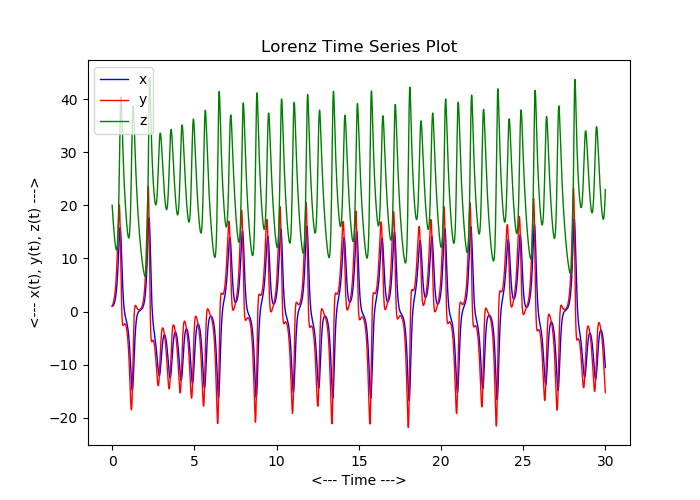 Lorenz Time Series Plot
x
y
z
<--- x(t), y(t), z(t) --->
40
30
20
10
0
−10
−20
0 5 10 15 20 25 30
<--- Time --->